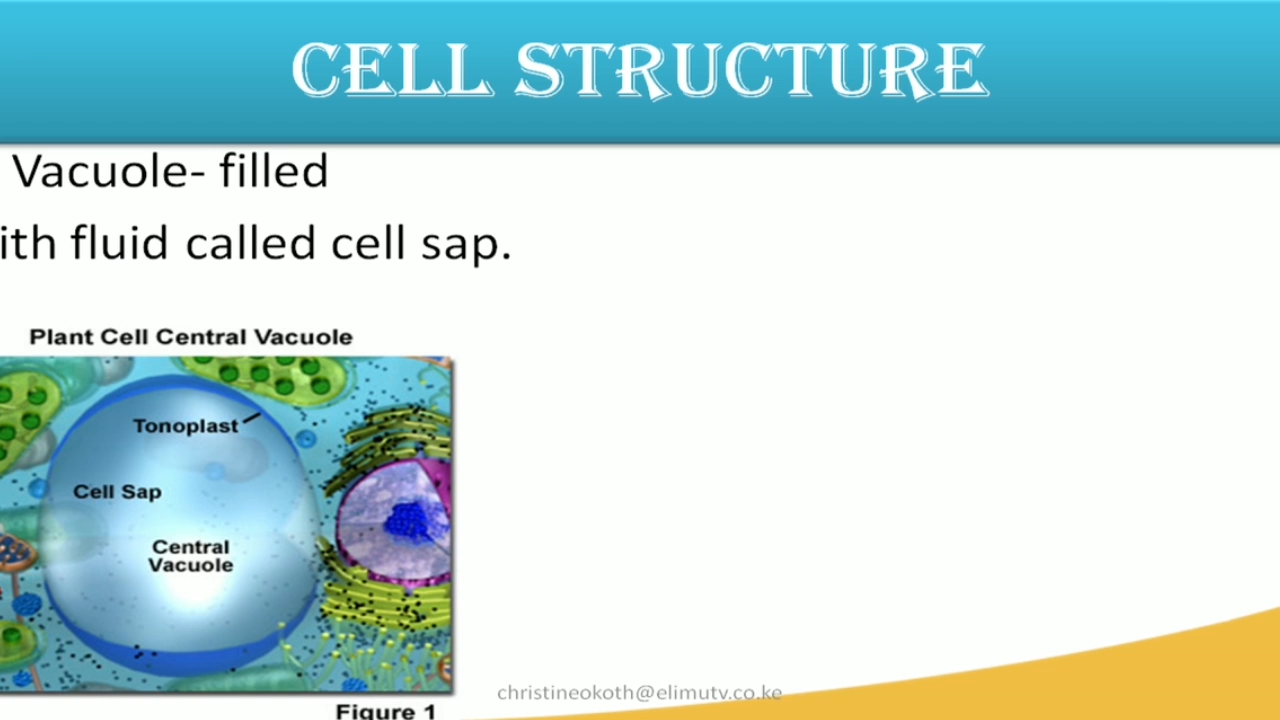 CELL STRUCTURE
Vacuole- filled
ith fluid called cell sap.
Plant Cell Central Vacuole
Tonoplast
Cell Sap
Central
Vacuole
christineokoth@elimutv.co.ke
Figure 1